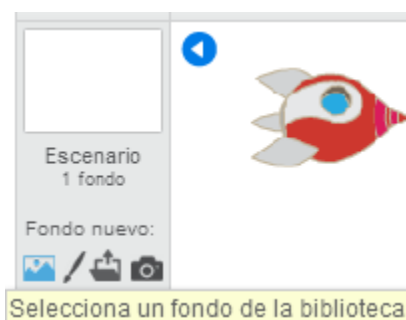 Escenario
1 fondo
Fondo nuevo:
Selecciona un fondo de la biblioteca